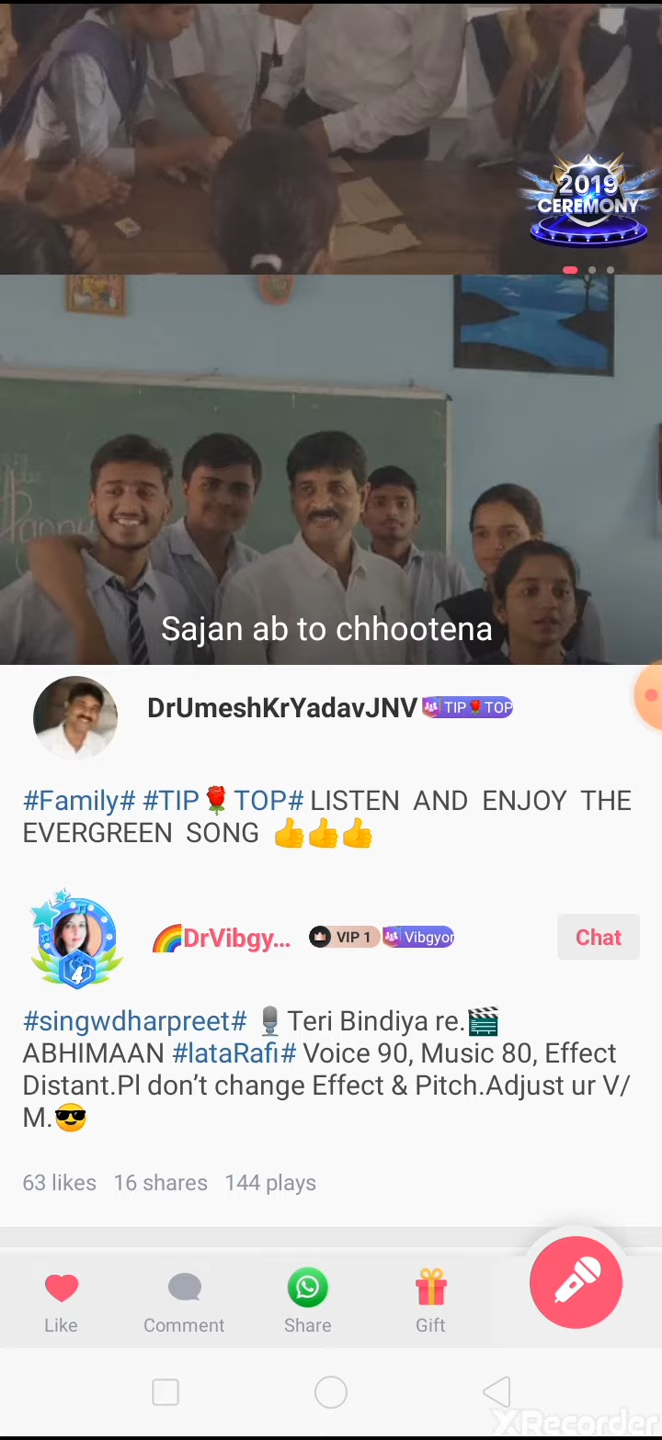 2019
CEREMONY
Happy
Sajan ab to chhootena
DrUmeshKrYadavJNV TIP🌹TOP
#Family# #TIP🌹TOP# LISTEN AND ENJOY THE
EVERGREEN SONG 👍👍👍
🌈DrVibgy... VIP 1 Vibgyor Chat
4
#singwdharpreet# 🎙️Teri Bindiya re.🎬
ABHIMAAN #lataRafi# Voice 90, Music 80, Effect
Distant.Pl don’t change Effect & Pitch.Adjust ur V/
M.😎
63 likes 16 shares 144 plays
Like Comment Share Gift
XRecorder